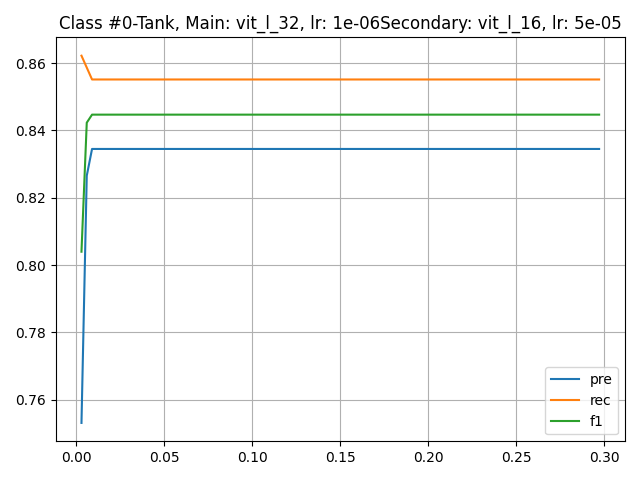 Class #0-Tank, Main: vit_l_32, lr: 1e-06Secondary: vit_l_16, lr: 5e-05
0.86
0.84
0.82
0.80
0.78
0.76
pre
rec
f1
0.00 0.05 0.10 0.15 0.20 0.25 0.30